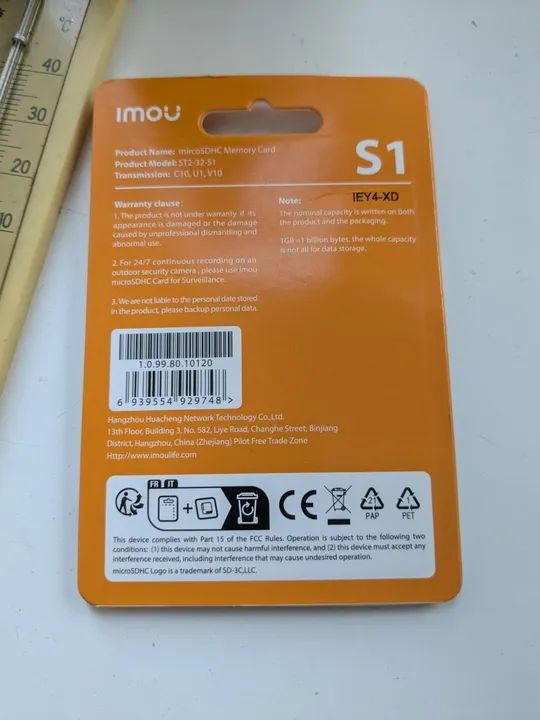 °C
40
30
20
10
imou
S1
Product Name: mircoSDHC Memory Card
Product Model: ST2-32-S1
Transmission: C10, U1, V10
IEY4-XD
Warranty clause :
1. The product is not under warranty if its
appearance is damaged or the damage
caused by unprofessional dismantling and
abnormal use.
2. For 24/7 continuous recording on an
outdoor security camera , please use Imou
microSDHC Card for Surveillance.
3. We are not liable to the personal date stored
in the product, please backup personal data.
Note:
The nominal capacity is written on both
the product and the packaging.
1GB =1 billion bytes, the whole capacity
is not all for data storage.
1.0.99.80.10120
6 939554 929748 >
Hangzhou Huacheng Network Technology Co.,Ltd.
13th Floor, Building 3, No. 582, Liye Road, Changhe Street, Binjiang
District, Hangzhou, China (Zhejiang) Pilot Free Trade Zone
Http://www.imoulife.com
FR IT
+
CE
21
PAP
1
PET
This device complies with Part 15 of the FCC Rules. Operation is subject to the following two
conditions: (1) this device may not cause harmful interference, and (2) this device must accept any
interference received, including interference that may cause undesired operation.
microSDHC Logo is a trademark of SD-3C,LLC.